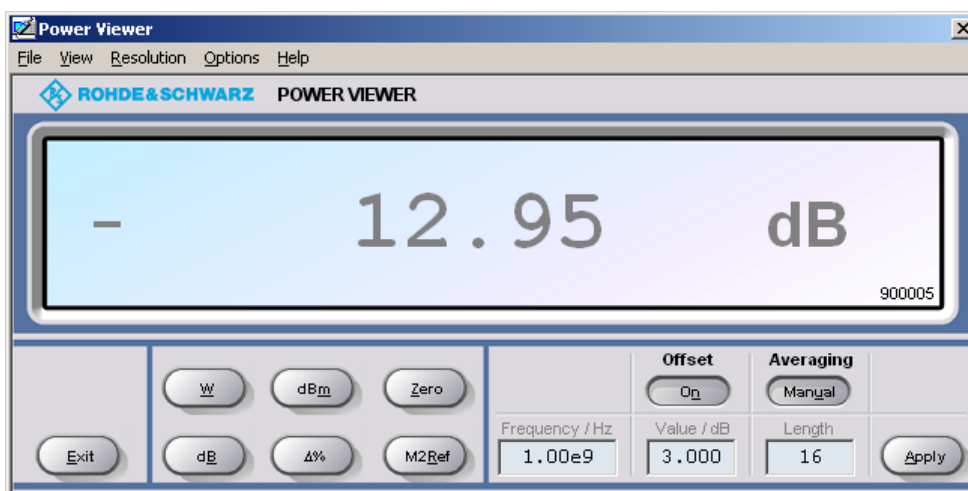 Power Viewer
File View Resolution Options Help
ROHDE&SCHWARZ POWER VIEWER
- 12.95 dB
900005
Offset Averaging
W dBm Zero On Manual
Frequency / Hz Value / dB Length
Exit dB Δ% M2Ref 1.00e9 3.000 16 Apply